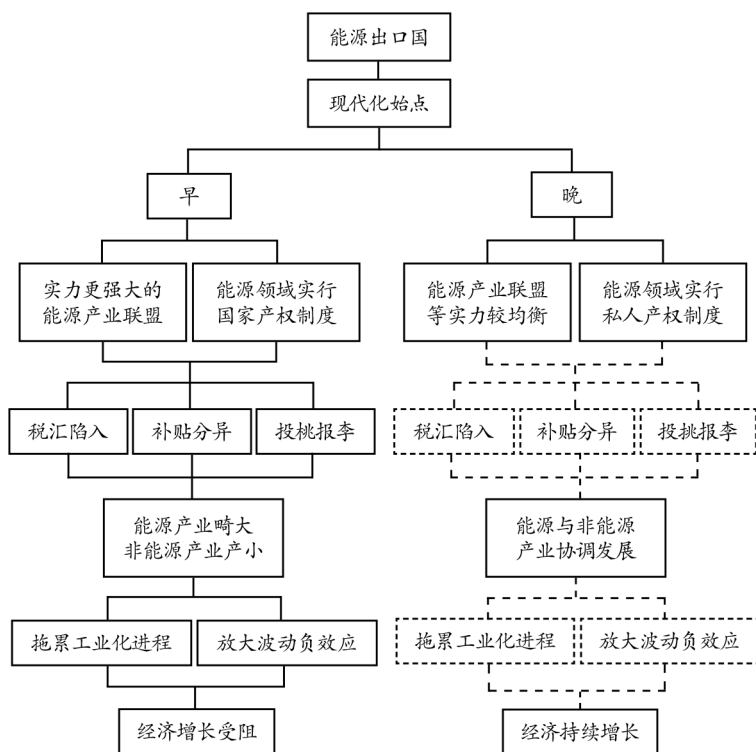 能源出口国
现代化始点
早
晚
实力更强大的
能源产业联盟
能源领域实行
国家产权制度
能源产业联盟
等实力较均衡
能源领域实行
私人产权制度
税汇陷入
补贴分异
投桃报李
税汇陷入
补贴分异
投挑报李
能源产业畸大
非能源产业产小
能源与非能源
产业协调发展
拖累工业化进程
放大波动负效应
拖累工业化进程
放大波动负效应
经济增长受阻
经济持续增长